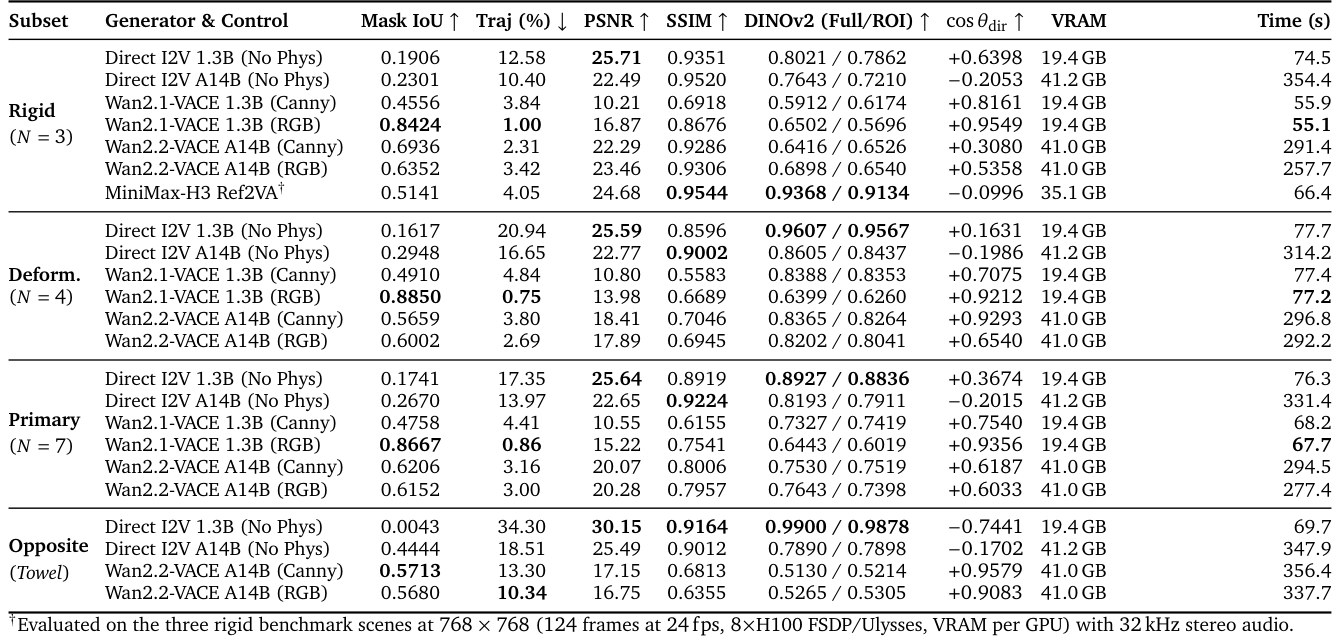 Subset Generator & Control Mask IoU ↑ Traj (%) ↓ PSNR ↑ SSIM ↑ DINOv2 (Full/ROI) ↑ cos θ_dir ↑ VRAM Time (s)
Rigid
(N = 3)
Direct I2V 1.3B (No Phys) 0.1906 12.58 25.71 0.9351 0.8021 / 0.7862 +0.6398 19.4 GB 74.5
Direct I2V A14B (No Phys) 0.2301 10.40 22.49 0.9520 0.7643 / 0.7210 −0.2053 41.2 GB 354.4
Wan2.1-VACE 1.3B (Canny) 0.4556 3.84 10.21 0.6918 0.5912 / 0.6174 +0.8161 19.4 GB 55.9
Wan2.1-VACE 1.3B (RGB) 0.8424 1.00 16.87 0.8676 0.6502 / 0.5696 +0.9549 19.4 GB 55.1
Wan2.2-VACE A14B (Canny) 0.6936 2.31 22.29 0.9286 0.6416 / 0.6526 +0.3080 41.0 GB 291.4
Wan2.2-VACE A14B (RGB) 0.6352 3.42 23.46 0.9306 0.6898 / 0.6540 +0.5358 41.0 GB 257.7
MiniMax-H3 Ref2VA† 0.5141 4.05 24.68 0.9544 0.9368 / 0.9134 −0.0996 35.1 GB 66.4
Deform.
(N = 4)
Direct I2V 1.3B (No Phys) 0.1617 20.94 25.59 0.8596 0.9607 / 0.9567 +0.1631 19.4 GB 77.7
Direct I2V A14B (No Phys) 0.2948 16.65 22.77 0.9002 0.8605 / 0.8437 −0.1986 41.2 GB 314.2
Wan2.1-VACE 1.3B (Canny) 0.4910 4.84 10.80 0.5583 0.8388 / 0.8353 +0.7075 19.4 GB 77.4
Wan2.1-VACE 1.3B (RGB) 0.8850 0.75 13.98 0.6689 0.6399 / 0.6260 +0.9212 19.4 GB 77.2
Wan2.2-VACE A14B (Canny) 0.5659 3.80 18.41 0.7046 0.8365 / 0.8264 +0.9293 41.0 GB 296.8
Wan2.2-VACE A14B (RGB) 0.6002 2.69 17.89 0.6945 0.8202 / 0.8041 +0.6540 41.0 GB 292.2
Primary
(N = 7)
Direct I2V 1.3B (No Phys) 0.1741 17.35 25.64 0.8919 0.8927 / 0.8836 +0.3674 19.4 GB 76.3
Direct I2V A14B (No Phys) 0.2670 13.97 22.65 0.9224 0.8193 / 0.7911 −0.2015 41.2 GB 331.4
Wan2.1-VACE 1.3B (Canny) 0.4758 4.41 10.55 0.6155 0.7327 / 0.7419 +0.7540 19.4 GB 68.2
Wan2.1-VACE 1.3B (RGB) 0.8667 0.86 15.22 0.7541 0.6443 / 0.6019 +0.9356 19.4 GB 67.7
Wan2.2-VACE A14B (Canny) 0.6206 3.16 20.07 0.8006 0.7530 / 0.7519 +0.6187 41.0 GB 294.5
Wan2.2-VACE A14B (RGB) 0.6152 3.00 20.28 0.7957 0.7643 / 0.7398 +0.6033 41.0 GB 277.4
Opposite
(Towel)
Direct I2V 1.3B (No Phys) 0.0043 34.30 30.15 0.9164 0.9900 / 0.9878 −0.7441 19.4 GB 69.7
Direct I2V A14B (No Phys) 0.4444 18.51 25.49 0.9012 0.7890 / 0.7898 −0.1702 41.2 GB 347.9
Wan2.2-VACE A14B (Canny) 0.5713 13.30 17.15 0.6813 0.5130 / 0.5214 +0.9579 41.0 GB 356.4
Wan2.2-VACE A14B (RGB) 0.5680 10.34 16.75 0.6355 0.5265 / 0.5305 +0.9083 41.0 GB 337.7
†Evaluated on the three rigid benchmark scenes at 768 × 768 (124 frames at 24 fps, 8×H100 FSDP/Ulysses, VRAM per GPU) with 32 kHz stereo audio.